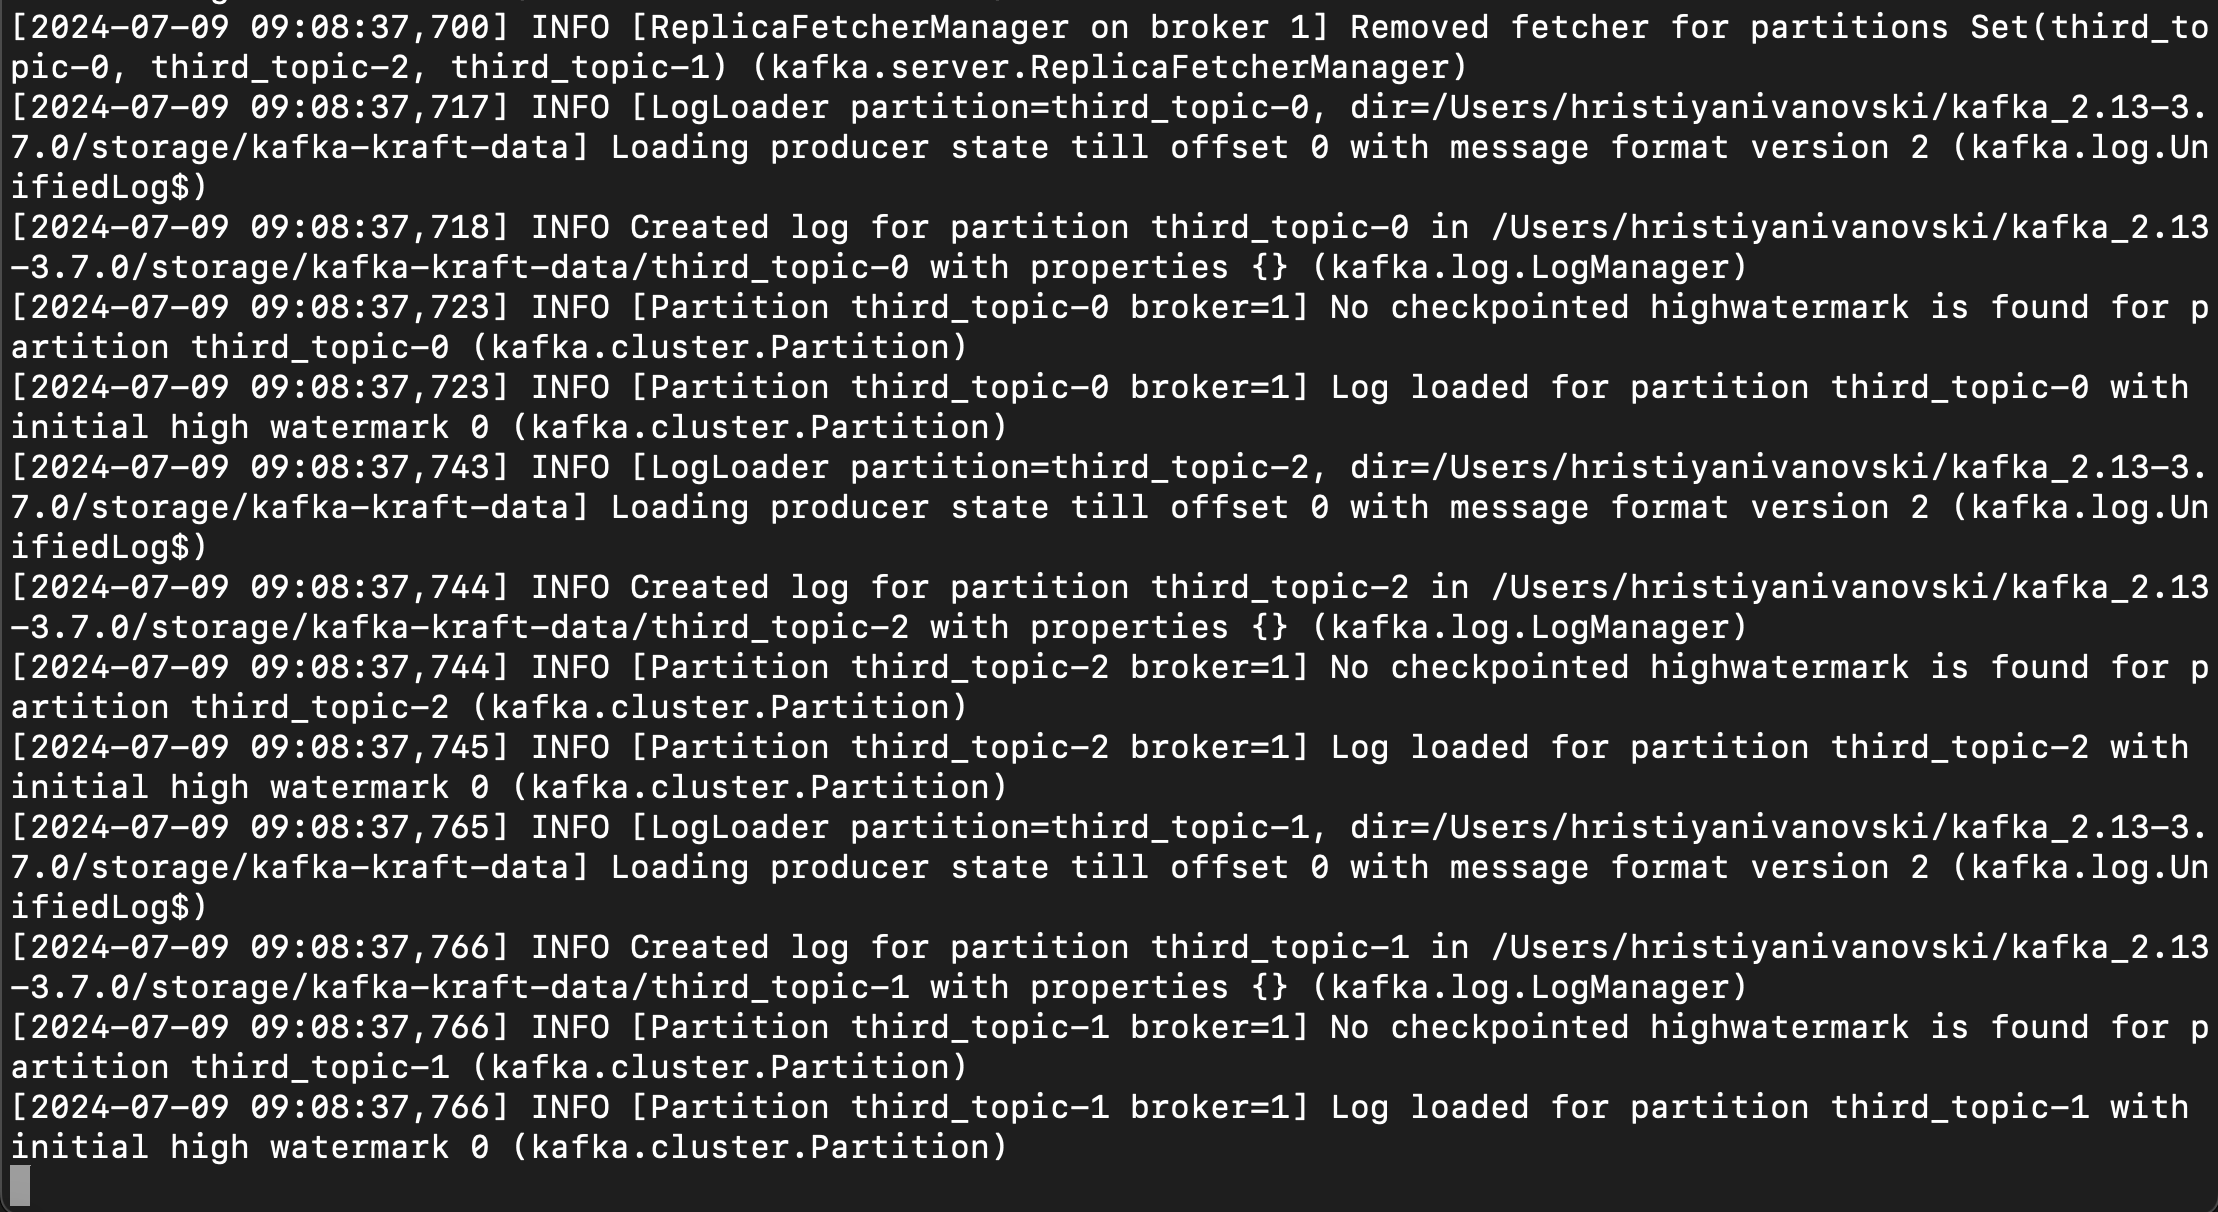 [2024-07-09 09:08:37,700] INFO [ReplicaFetcherManager on broker 1] Removed fetcher for partitions Set(third_to
pic-0, third_topic-2, third_topic-1) (kafka.server.ReplicaFetcherManager)
[2024-07-09 09:08:37,717] INFO [LogLoader partition=third_topic-0, dir=/Users/hristiyanivanovski/kafka_2.13-3.
7.0/storage/kafka-kraft-data] Loading producer state till offset 0 with message format version 2 (kafka.log.Un
ifiedLog$)
[2024-07-09 09:08:37,718] INFO Created log for partition third_topic-0 in /Users/hristiyanivanovski/kafka_2.13
-3.7.0/storage/kafka-kraft-data/third_topic-0 with properties {} (kafka.log.LogManager)
[2024-07-09 09:08:37,723] INFO [Partition third_topic-0 broker=1] No checkpointed highwatermark is found for p
artition third_topic-0 (kafka.cluster.Partition)
[2024-07-09 09:08:37,723] INFO [Partition third_topic-0 broker=1] Log loaded for partition third_topic-0 with
initial high watermark 0 (kafka.cluster.Partition)
[2024-07-09 09:08:37,743] INFO [LogLoader partition=third_topic-2, dir=/Users/hristiyanivanovski/kafka_2.13-3.
7.0/storage/kafka-kraft-data] Loading producer state till offset 0 with message format version 2 (kafka.log.Un
ifiedLog$)
[2024-07-09 09:08:37,744] INFO Created log for partition third_topic-2 in /Users/hristiyanivanovski/kafka_2.13
-3.7.0/storage/kafka-kraft-data/third_topic-2 with properties {} (kafka.log.LogManager)
[2024-07-09 09:08:37,744] INFO [Partition third_topic-2 broker=1] No checkpointed highwatermark is found for p
artition third_topic-2 (kafka.cluster.Partition)
[2024-07-09 09:08:37,745] INFO [Partition third_topic-2 broker=1] Log loaded for partition third_topic-2 with
initial high watermark 0 (kafka.cluster.Partition)
[2024-07-09 09:08:37,765] INFO [LogLoader partition=third_topic-1, dir=/Users/hristiyanivanovski/kafka_2.13-3.
7.0/storage/kafka-kraft-data] Loading producer state till offset 0 with message format version 2 (kafka.log.Un
ifiedLog$)
[2024-07-09 09:08:37,766] INFO Created log for partition third_topic-1 in /Users/hristiyanivanovski/kafka_2.13
-3.7.0/storage/kafka-kraft-data/third_topic-1 with properties {} (kafka.log.LogManager)
[2024-07-09 09:08:37,766] INFO [Partition third_topic-1 broker=1] No checkpointed highwatermark is found for p
artition third_topic-1 (kafka.cluster.Partition)
[2024-07-09 09:08:37,766] INFO [Partition third_topic-1 broker=1] Log loaded for partition third_topic-1 with
initial high watermark 0 (kafka.cluster.Partition)